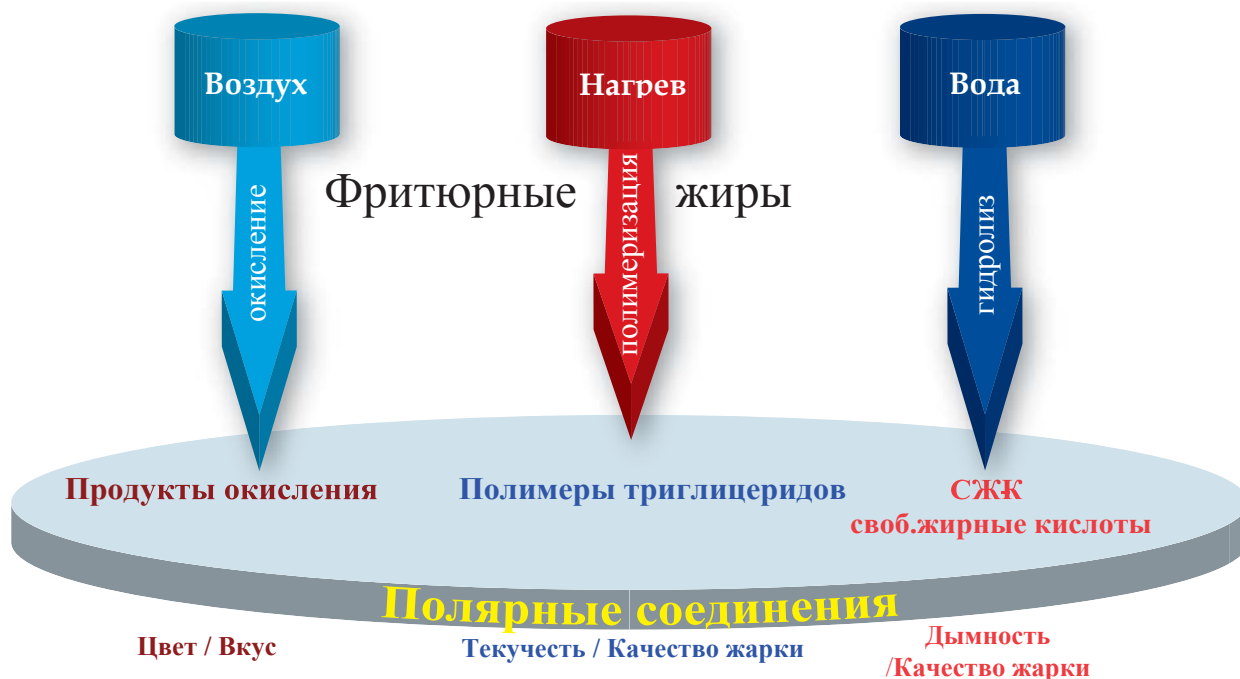 Воздух
Нагрев
Вода
окисление
Фритюрные
полимеризация
жиры
гидролиз
Продукты окисления
Полимеры триглицеридов
СЖК
своб.жирные кислоты
Полярные соединения
Цвет / Вкус
Текучесть / Качество жарки
Дымность
/Качество жарки